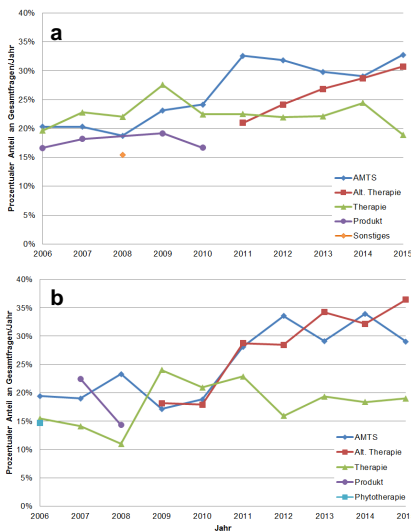 a
Prozentualer Anteil an Gesamtfragen/Jahr
40%
35%
30%
25%
20%
15%
10%
5%
0%
AMTS
Alt. Therapie
Therapie
Produkt
Sonstiges
2006 2007 2008 2009 2010 2011 2012 2013 2014 2015
b
Prozentualer Anteil an Gesamtfragen/Jahr
40%
35%
30%
25%
20%
15%
10%
5%
0%
AMTS
Alt. Therapie
Therapie
Produkt
Phytotherapie
2006 2007 2008 2009 2010 2011 2012 2013 2014 201
Jahr